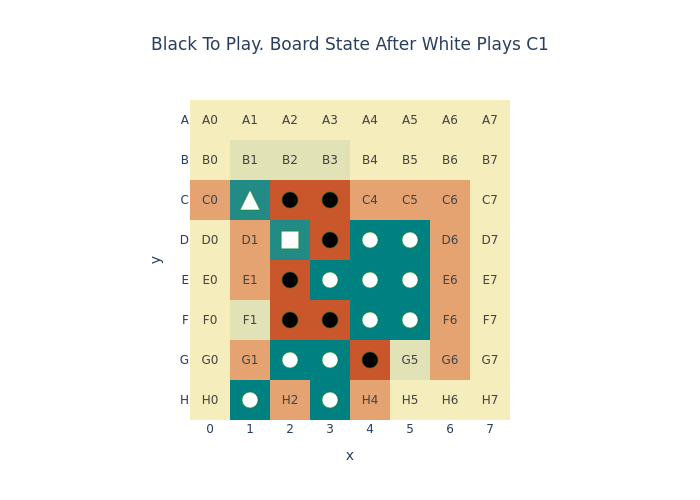 Black To Play. Board State After White Plays C1
A A0 A1 A2 A3 A4 A5 A6 A7
B B0 B1 B2 B3 B4 B5 B6 B7
C C0 C4 C5 C6 C7
D D0 D1 D6 D7
y
E E0 E1 E6 E7
F F0 F1 F6 F7
G G0 G1 G5 G6 G7
H H0 H2 H4 H5 H6 H7
0 1 2 3 4 5 6 7
x